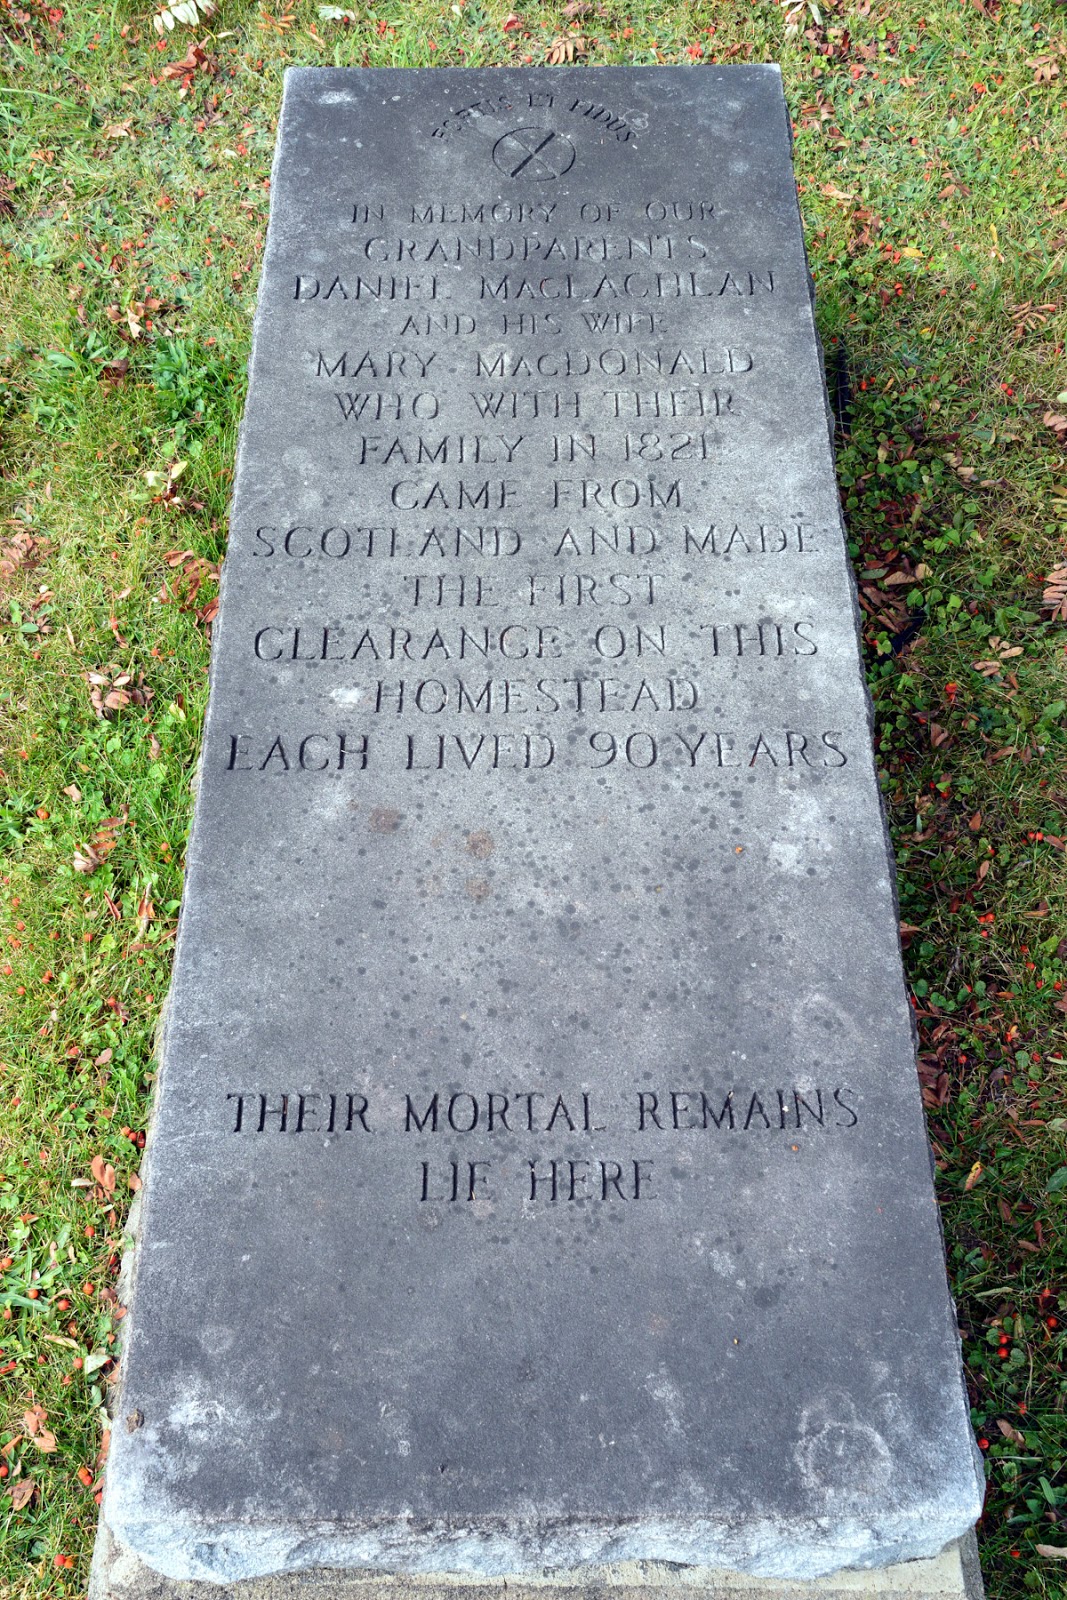 FORTIS ET FIDUS
IN MEMORY OF OUR
GRANDPARENTS
DANIEL MACLACHLAN
AND HIS WIFE
MARY MACDONALD
WHO WITH THEIR
FAMILY IN 1821
CAME FROM
SCOTLAND AND MADE
THE FIRST
CLEARANCE ON THIS
HOMESTEAD
EACH LIVED 90 YEARS
THEIR MORTAL REMAINS
LIE HERE